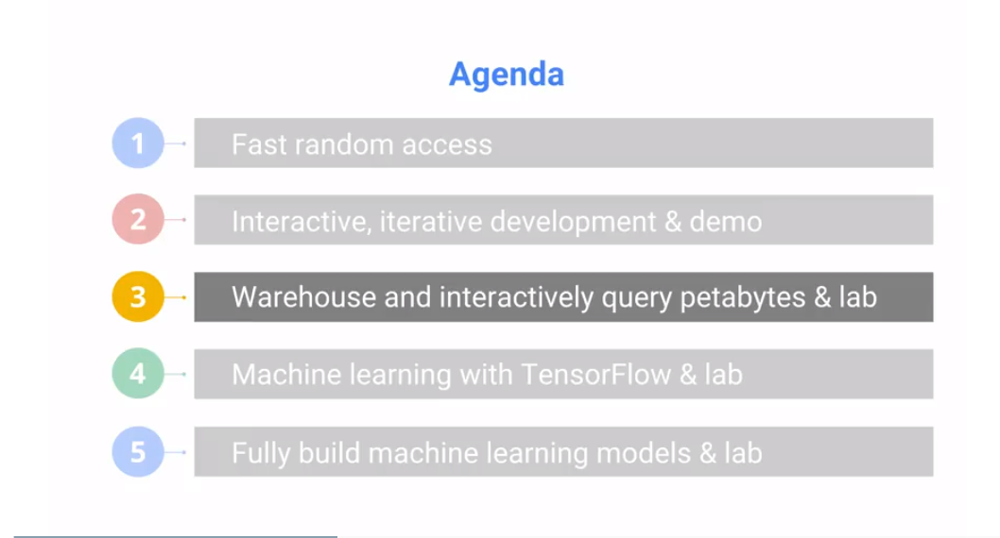 Agenda
1 Fast random access
2 Interactive, iterative development & demo
3 Warehouse and interactively query petabytes & lab
4 Machine learning with TensorFlow & lab
5 Fully build machine learning models & lab